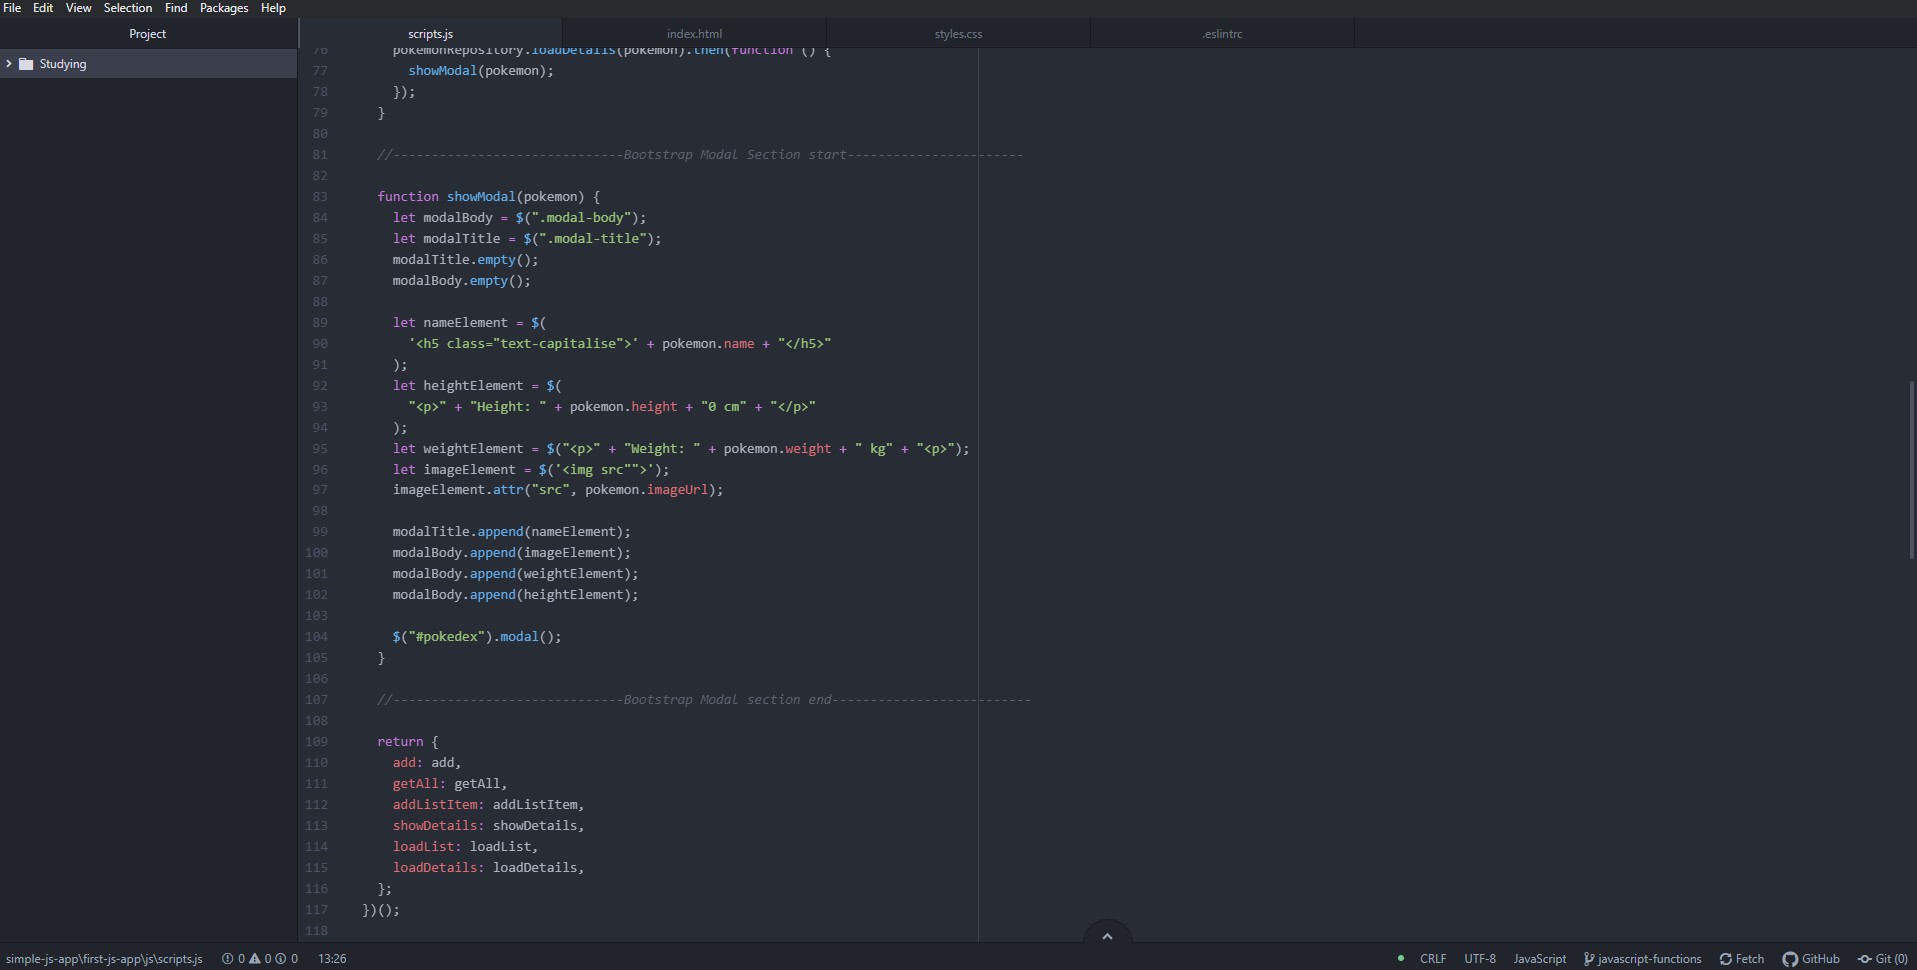 File Edit View Selection Find Packages Help
Project scripts.js index.html styles.css .eslintrc
Studying
76 pokemonRepository.loadDetails(pokemon).then(function () {
77 showModal(pokemon);
78 });
79 }
80
81 //------------------------------Bootstrap Modal Section start-----------------------
82
83 function showModal(pokemon) {
84 let modalBody = $(".modal-body");
85 let modalTitle = $(".modal-title");
86 modalTitle.empty();
87 modalBody.empty();
88
89 let nameElement = $(
90 '<h5 class="text-capitalise">' + pokemon.name + "</h5>"
91 );
92 let heightElement = $(
93 "<p>" + "Height: " + pokemon.height + "0 cm" + "</p>"
94 );
95 let weightElement = $("<p>" + "Weight: " + pokemon.weight + " kg" + "<p>");
96 let imageElement = $('<img src"">');
97 imageElement.attr("src", pokemon.imageUrl);
98
99 modalTitle.append(nameElement);
100 modalBody.append(imageElement);
101 modalBody.append(weightElement);
102 modalBody.append(heightElement);
103
104 $("#pokedex").modal();
105 }
106
107 //------------------------------Bootstrap Modal section end--------------------------
108
109 return {
110 add: add,
111 getAll: getAll,
112 addListItem: addListItem,
113 showDetails: showDetails,
114 loadList: loadList,
115 loadDetails: loadDetails,
116 };
117 })();
118
simple-js-app\first-js-app\js\scripts.js 0 0 0 13:26 CRLF UTF-8 JavaScript javascript-functions Fetch GitHub Git (0)